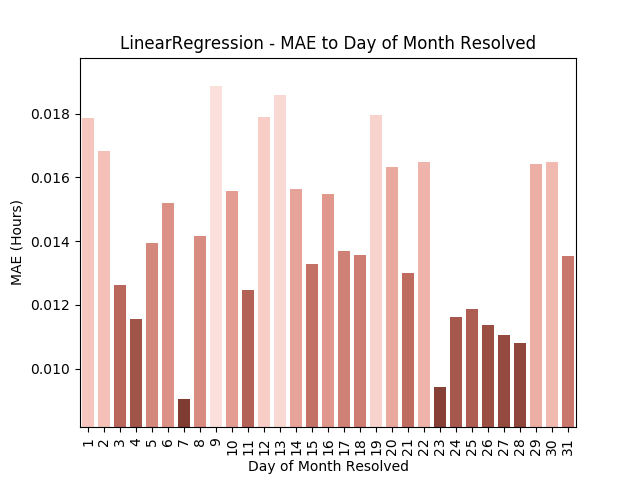 LinearRegression - MAE to Day of Month Resolved
MAE (Hours)
0.018
0.016
0.014
0.012
0.010
1 2 3 4 5 6 7 8 9 10 11 12 13 14 15 16 17 18 19 20 21 22 23 24 25 26 27 28 29 30 31
Day of Month Resolved